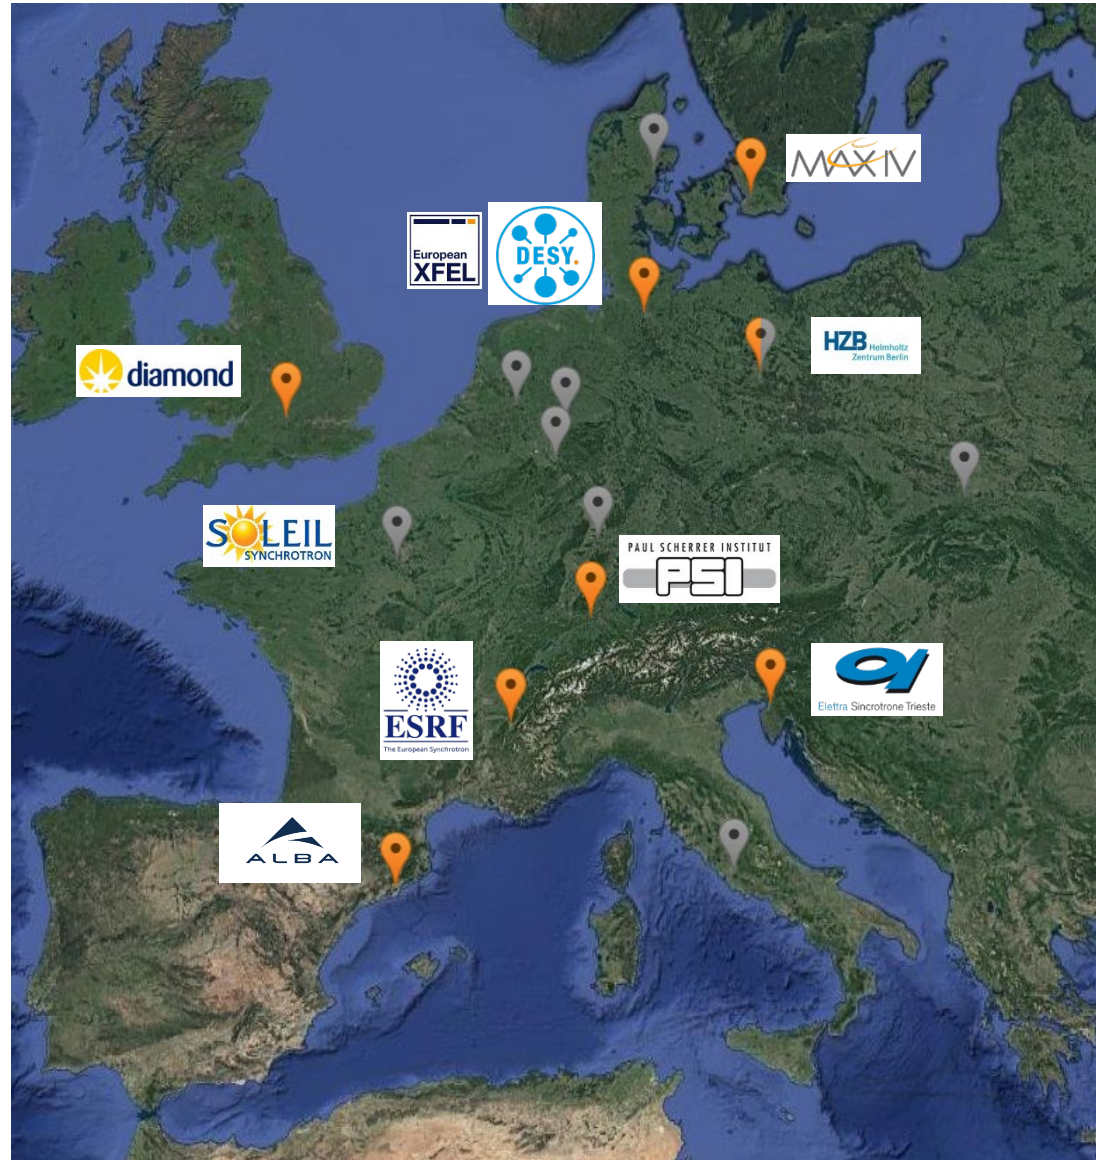 MAX IV
European
XFEL
DESY.
HZB Helmholtz
Zentrum Berlin
diamond
SOLEIL
SYNCHROTRON
PAUL SCHERRER INSTITUT
PSI
ESRF
The European Synchrotron
Elettra Sincrotrone Trieste
ALBA